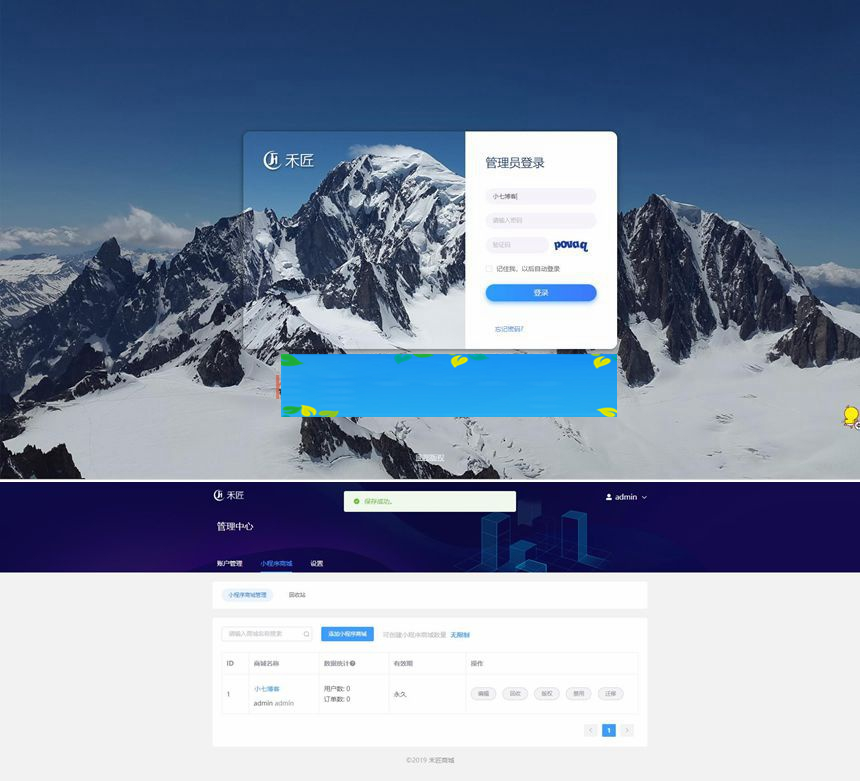 禾匠
管理员登录
小七博客
请输入密码
验证码
povaq
记住我，以后自动登录
登录
忘记密码?
禾匠
保存成功。
admin
管理中心
账户管理
小程序商城
设置
小程序商城管理
回收站
请输入商城名称搜索
添加小程序商城
可创建小程序商城数量 无限制
ID 商城名称 数据统计 有效期 操作
1 小七博客 admin admin 用户数: 0 订单数: 0 永久 编辑 回收 版权 禁用 迁移
1
©2019 禾匠商城